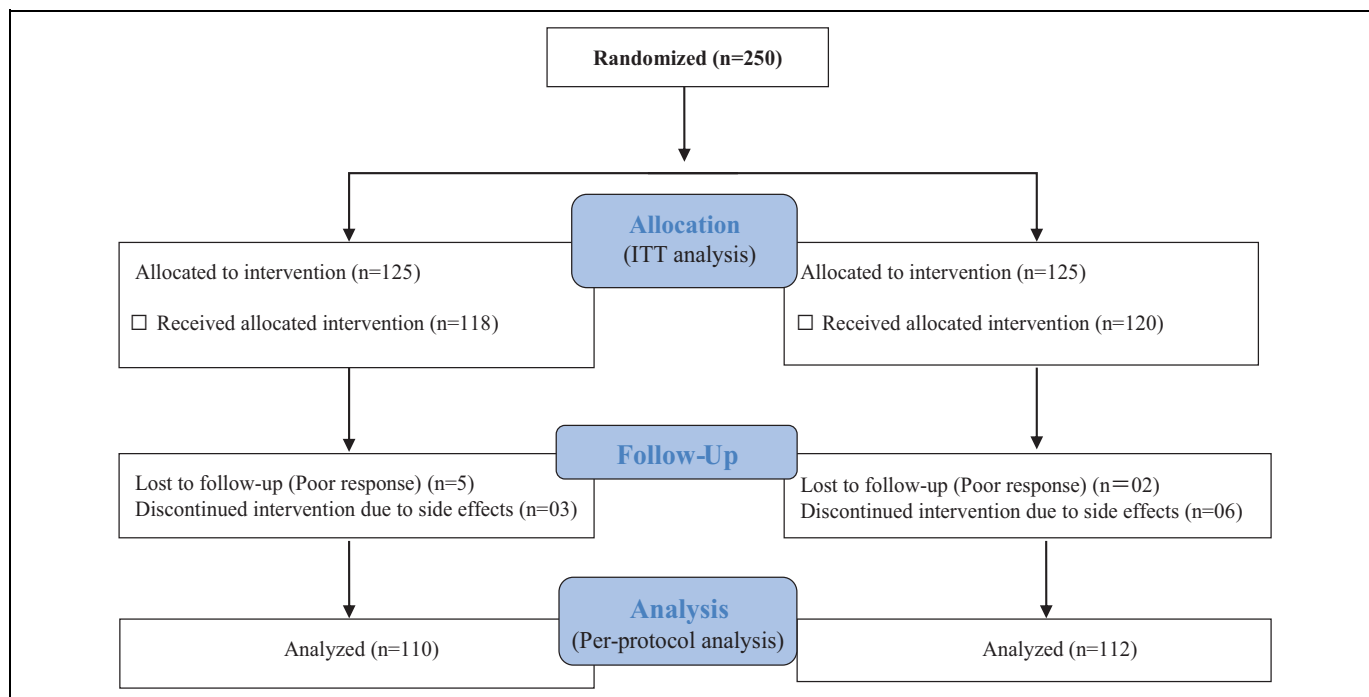 Randomized (n=250)
Allocation
(ITT analysis)
Allocated to intervention (n=125)
□ Received allocated intervention (n=118)
Allocated to intervention (n=125)
□ Received allocated intervention (n=120)
Follow-Up
Lost to follow-up (Poor response) (n=5)
Discontinued intervention due to side effects (n=03)
Lost to follow-up (Poor response) (n=02)
Discontinued intervention due to side effects (n=06)
Analysis
(Per-protocol analysis)
Analyzed (n=110)
Analyzed (n=112)